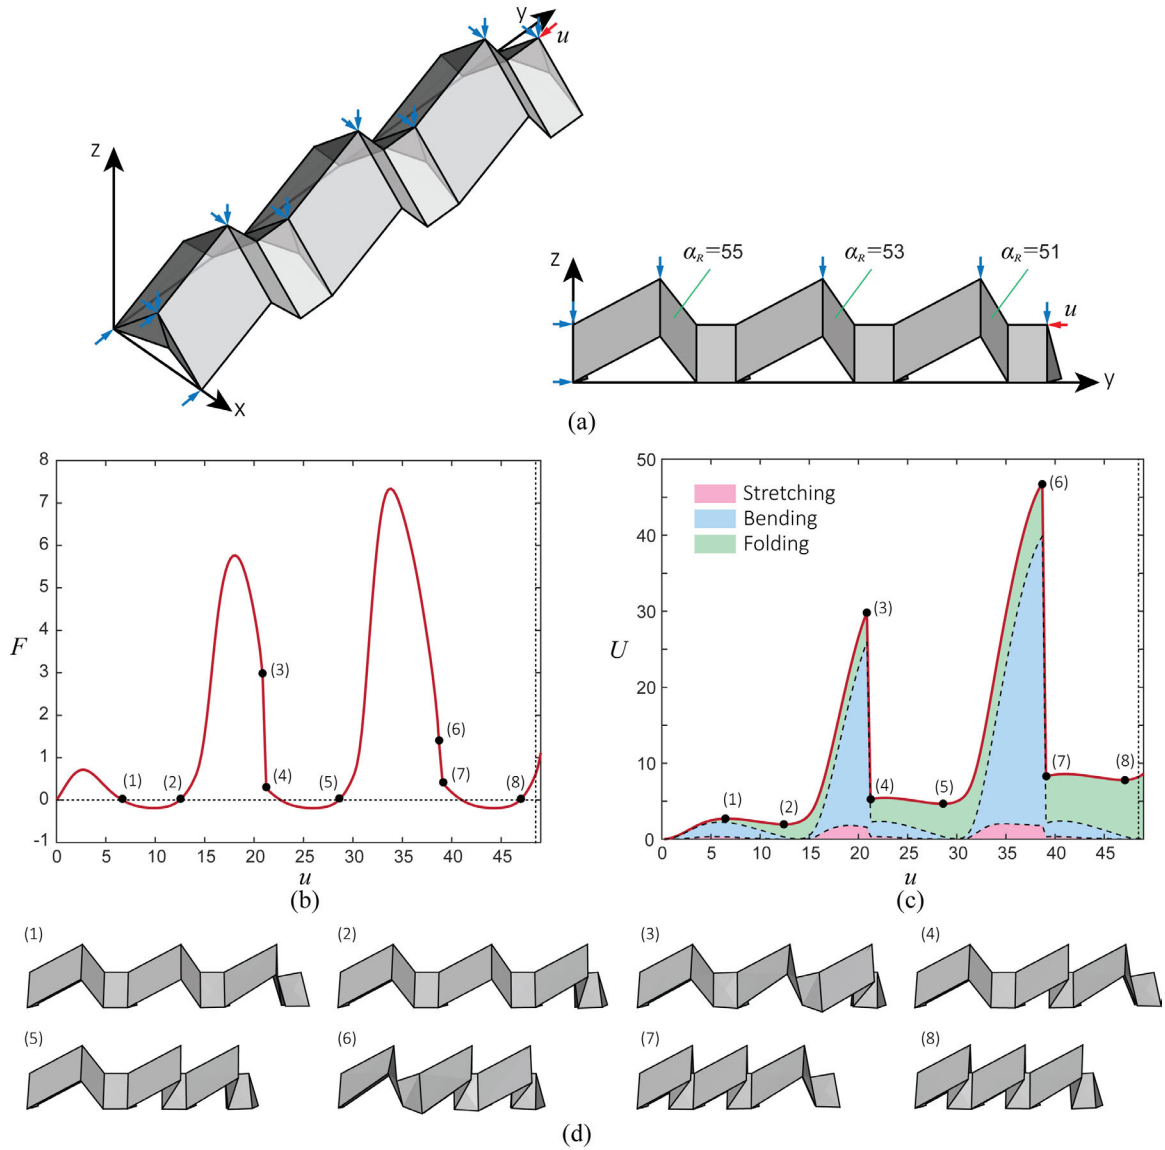 y
u
z
x
z
α_R=55
α_R=53
α_R=51
u
y
(a)
8
7
6
5
4
3
2
1
0
-1
F
(1)
(2)
(3)
(4)
(5)
(6)
(7)
(8)
0 5 10 15 20 25 30 35 40 45
u
(b)
50
40
30
20
10
0
U
Stretching
Bending
Folding
(1)
(2)
(3)
(4)
(5)
(6)
(7)
(8)
0 5 10 15 20 25 30 35 40 45
u
(c)
(1) (2) (3) (4)
(5) (6) (7) (8)
(d)